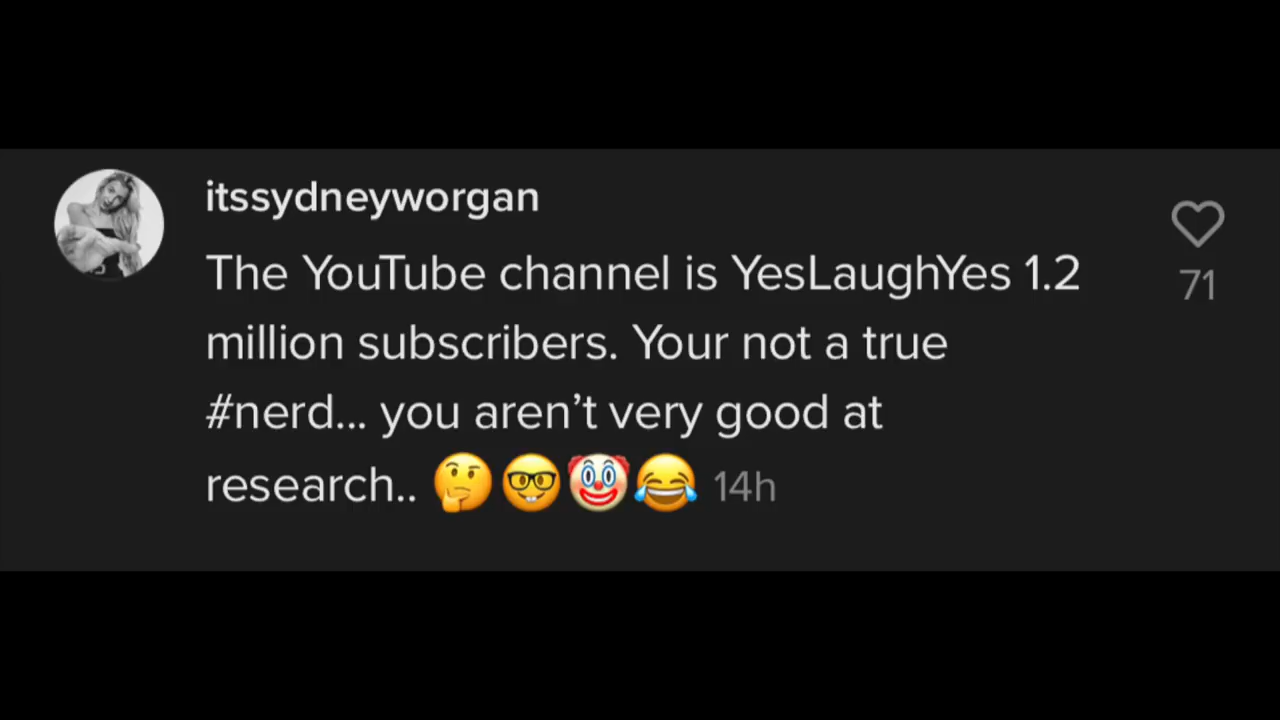 itssydneyworgan
The YouTube channel is YesLaughYes 1.2
million subscribers. Your not a true
#nerd... you aren’t very good at
research.. 🤔🤓🤡😂 14h
71